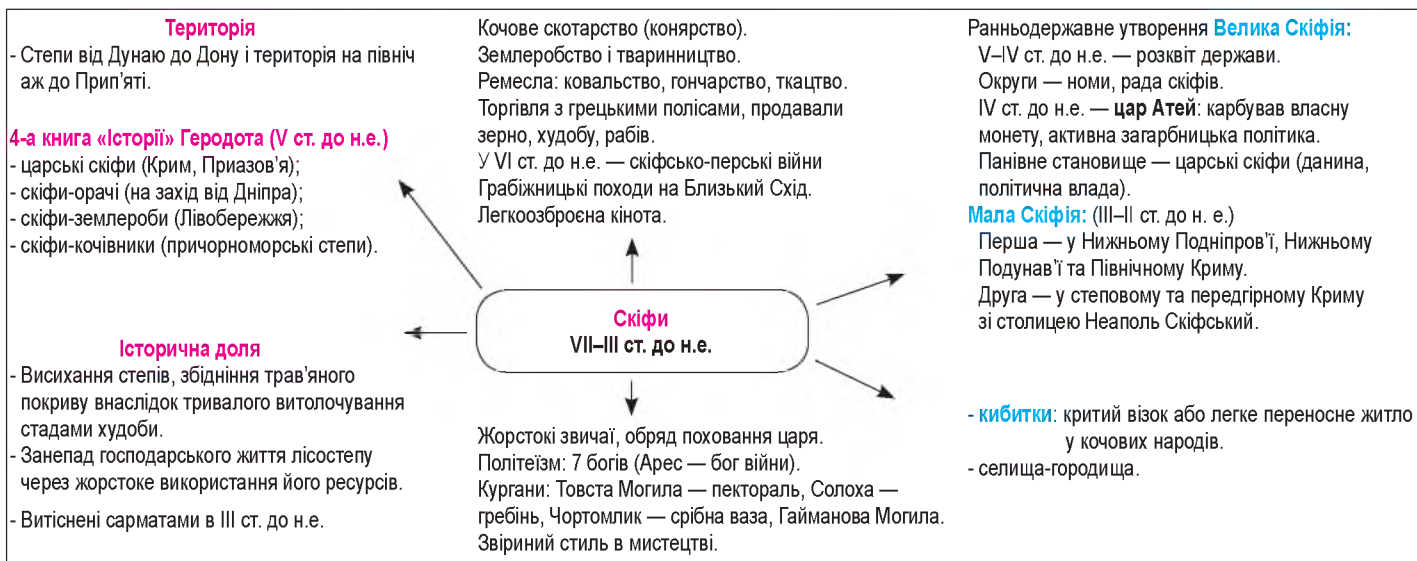 Територія
- Степи від Дунаю до Дону і територія на північ
аж до Прип’яті.
4-а книга «Історії» Геродота (V ст. до н.е.)
- царські скіфи (Крим, Приазов’я);
- скіфи-орачі (на захід від Дніпра);
- скіфи-землероби (Лівобережжя);
- скіфи-кочівники (причорноморські степи).
Історична доля
- Висихання степів, збідніння трав’яного
покриву внаслідок тривалого витолочування
стадами худоби.
- Занепад господарського життя лісостепу
через жорстоке використання його ресурсів.
- Витіснені сарматами в III ст. до н.е.
Кочове скотарство (конярство).
Землеробство і тваринництво.
Ремесла: ковальство, гончарство, ткацтво.
Торгівля з грецькими полісами, продавали
зерно, худобу, рабів.
У VI ст. до н.е. — скіфсько-перські війни
Грабіжницькі походи на Близький Схід.
Легкоозброєна кінота.
Скіфи
VII–III ст. до н.е.
Жорстокі звичаї, обряд поховання царя.
Політеїзм: 7 богів (Арес — бог війни).
Кургани: Товста Могила — пектораль, Солоха —
гребінь, Чортомлик — срібна ваза, Гайманова Могила.
Звіриний стиль в мистецтві.
Ранньодержавне утворення Велика Скіфія:
V–IV ст. до н.е. — розквіт держави.
Округи — номи, рада скіфів.
IV ст. до н.е. — цар Атей: карбував власну
монету, активна загарбницька політика.
Панівне становище — царські скіфи (данина,
політична влада).
Мала Скіфія: (III–II ст. до н. е.)
Перша — у Нижньому Подніпров’ї, Нижньому
Подунав’ї та Північному Криму.
Друга — у степовому та передгірному Криму
зі столицею Неаполь Скіфський.
- кибитки: критий візок або легке переносне житло
у кочових народів.
- селища-городища.